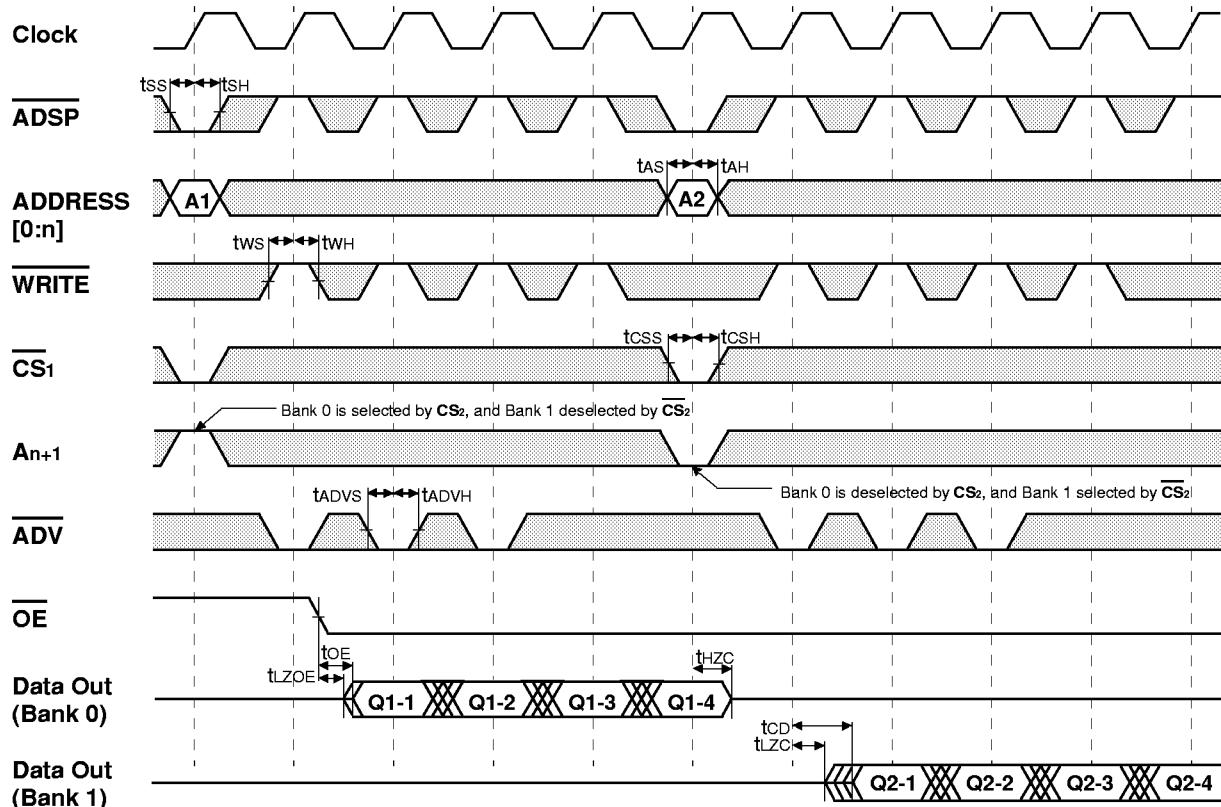 Clock
tSS tSH
ADSP
tAS tAH
ADDRESS
[0:n]
A1 A2
tWS tWH
WRITE
tCSS tCSH
CS1
Bank 0 is selected by CS2, and Bank 1 deselected by CS2
An+1
Bank 0 is deselected by CS2, and Bank 1 selected by CS2
tADVS tADVH
ADV
OE
tOE
tLZOE
tHZC
Data Out
(Bank 0)
Q1-1 Q1-2 Q1-3 Q1-4
tCD
tLZC
Data Out
(Bank 1)
Q2-1 Q2-2 Q2-3 Q2-4